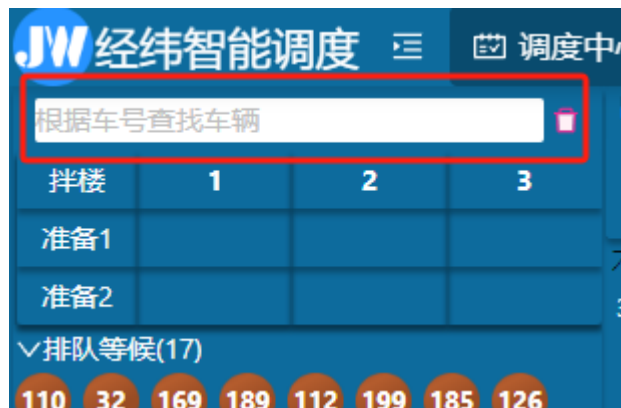 JW经纬智能调度 调度中心
根据车号查找车辆
拌楼 1 2 3
准备1
准备2
排队等候(17)
110 32 169 189 112 199 185 126